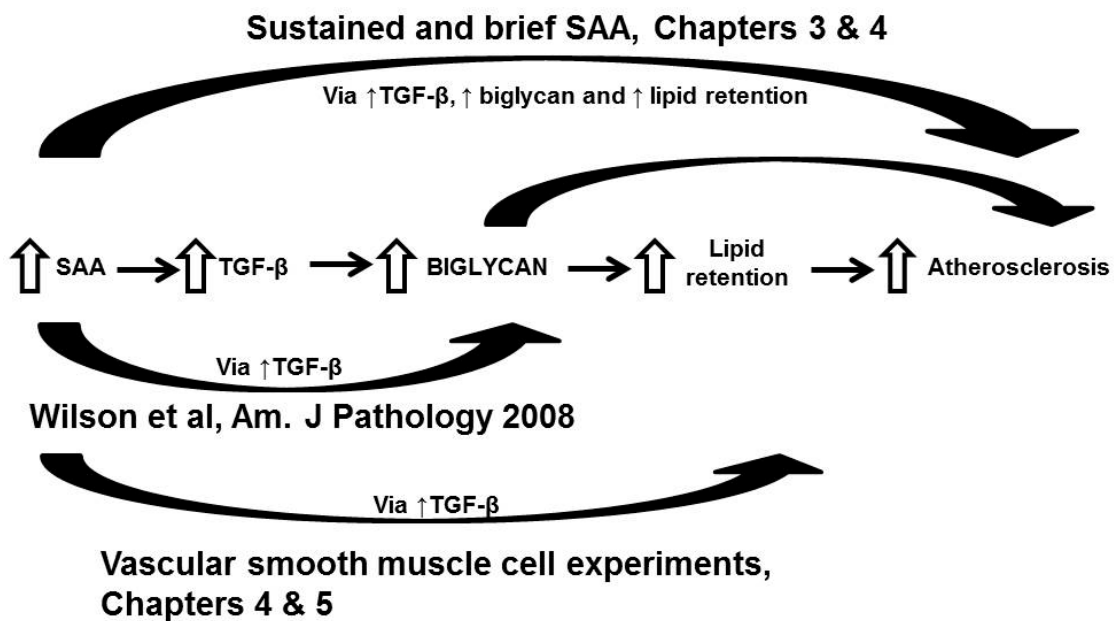 Sustained and brief SAA, Chapters 3 & 4
Via ↑TGF-β, ↑ biglycan and ↑ lipid retention
SAA
TGF-β
BIGLYCAN
Lipid
retention
Atherosclerosis
Via ↑TGF-β
Wilson et al, Am. J Pathology 2008
Via ↑TGF-β
Vascular smooth muscle cell experiments,
Chapters 4 & 5